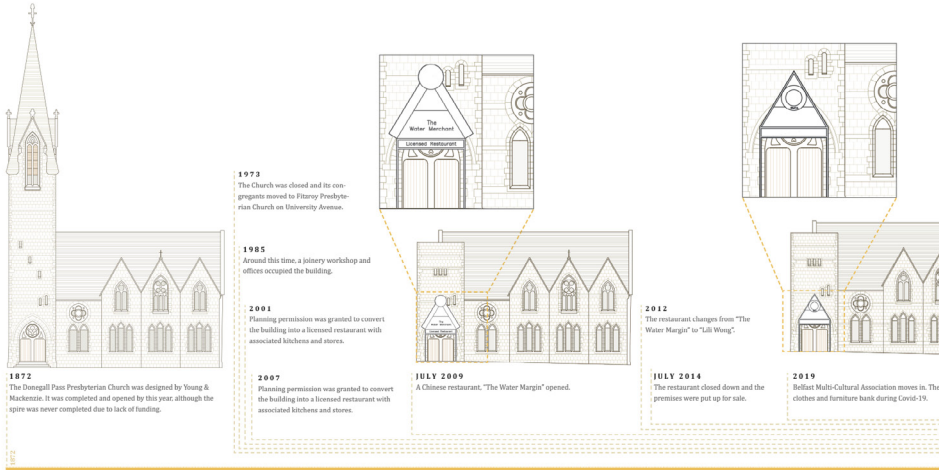 The
Water Merchant
Licensed Restaurant
1973
The Church was closed and its con-
gregants moved to Fitzroy Presbyte-
rian Church on University Avenue.
1985
Around this time, a joinery workshop and
offices occupied the building.
2001
Planning permission was granted to convert
the building into a licensed restaurant with
associated kitchens and stores.
2007
Planning permission was granted to convert
the building into a licensed restaurant with
associated kitchens and stores.
1872
The Donegall Pass Presbyterian Church was designed by Young &
Mackenzie. It was completed and opened by this year, although the
spire was never completed due to lack of funding.
The
Water Merchant
Licensed Restaurant
JULY 2009
A Chinese restaurant, "The Water Margin" opened.
2012
The restaurant changes from "The
Water Margin" to "Lili Wong".
JULY 2014
The restaurant closed down and the
premises were put up for sale.
2019
Belfast Multi-Cultural Association moves in. The
clothes and furniture bank during Covid-19.
1872